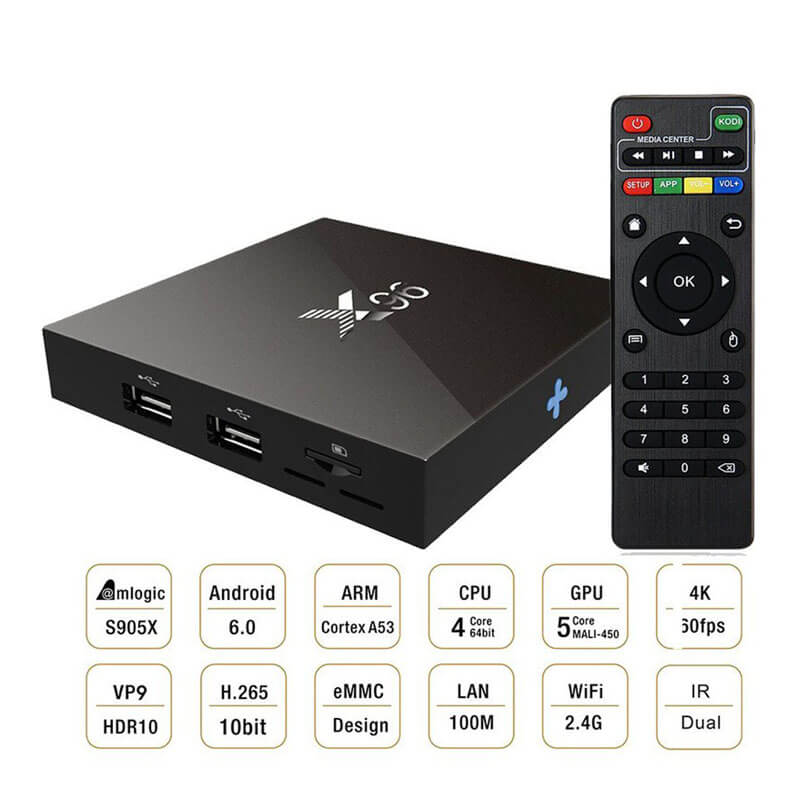 X96
KODI
MEDIA CENTER
SETUP APP VOL- VOL+
OK
1 2 3
4 5 6
7 8 9
0
@mlogic
S905X
Android
6.0
ARM
Cortex A53
CPU
4 Core 64bit
GPU
5 Core MALI-450
4K
60fps
VP9
HDR10
H.265
10bit
eMMC
Design
LAN
100M
WiFi
2.4G
IR
Dual